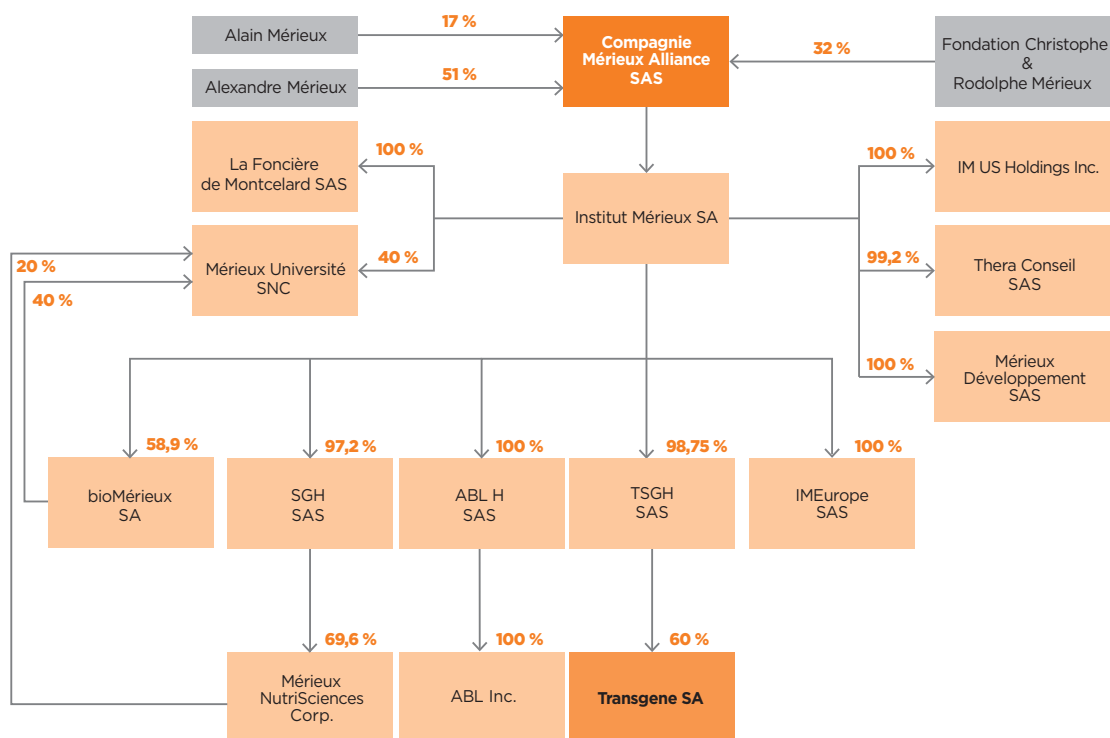 Alain Mérieux
17 %
Compagnie
Mérieux Alliance
SAS
32 %
Fondation Christophe
&
Rodolphe Mérieux
Alexandre Mérieux
51 %
La Foncière
de Montcelard SAS
100 %
Institut Mérieux SA
100 %
IM US Holdings Inc.
Mérieux Université
SNC
40 %
20 %
40 %
99,2 %
Thera Conseil
SAS
100 %
Mérieux
Développement
SAS
58,9 %
bioMérieux
SA
97,2 %
SGH
SAS
100 %
ABL H
SAS
98,75 %
TSGH
SAS
100 %
IMEurope
SAS
69,6 %
Mérieux
NutriSciences
Corp.
100 %
ABL Inc.
60 %
Transgene SA